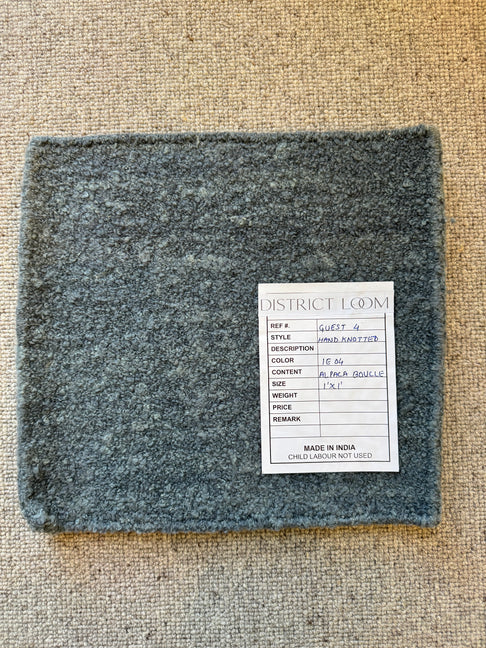 DISTRICT LOOM
REF #. GUEST 4
STYLE HAND KNOTTED
DESCRIPTION
COLOR 1E 04
CONTENT ALPACA BOUCLE
SIZE 1'X1'
WEIGHT
PRICE
REMARK
MADE IN INDIA
CHILD LABOUR NOT USED